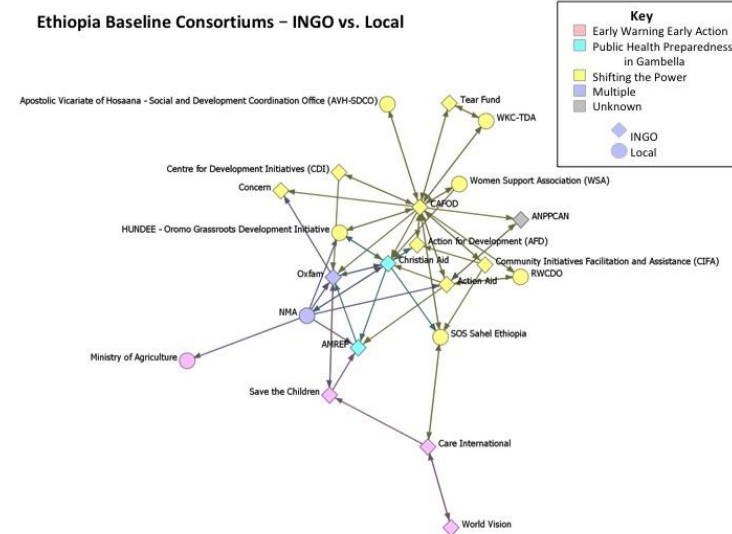 Ethiopia Baseline Consortiums – INGO vs. Local
Key
Early Warning Early Action
Public Health Preparedness
in Gambella
Shifting the Power
Multiple
Unknown
INGO
Local
Apostolic Vicariate of Hosaana - Social and Development Coordination Office (AVH-SDCO)
Tear Fund
WKC-TDA
Centre for Development Initiatives (CDI)
Women Support Association (WSA)
Concern
CAFOD
ANPPCAN
HUNDEE - Oromo Grassroots Development Initiative
Action for Development (AFD)
Christian Aid
Community Initiatives Facilitation and Assistance (CIFA)
Oxfam
RWCDO
Action Aid
NMA
SOS Sahel Ethiopia
AMREF
Ministry of Agriculture
Save the Children
Care International
World Vision